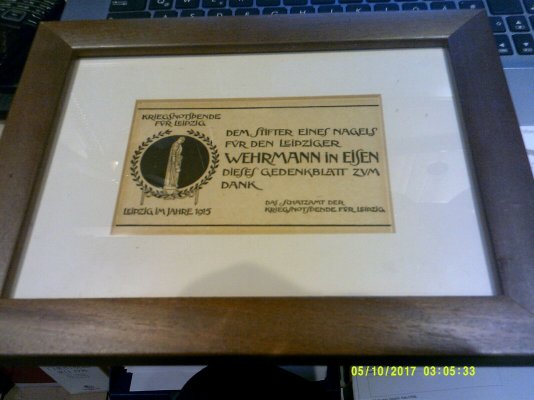 KRIEGSNOTSPENDE
FÜR LEIPZIG
LEIPZIG, IM JAHRE 1915
DEM STIFTER EINES NAGELS
FÜR DEN LEIPZIGER
WEHRMANN IN EISEN
DIESES GEDENKBLATT ZUM
DANK
DAS SCHATZAMT DER
KRIEGSNOTSPENDE FÜR LEIPZIG.
05/10/2017 03:05:33